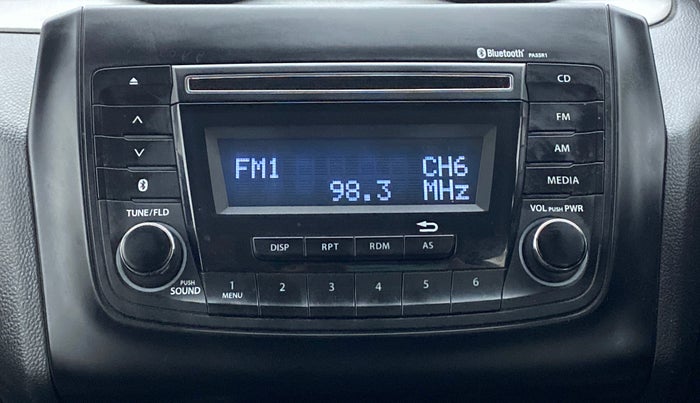 Bluetooth PA5SR1
CD
FM
AM
MEDIA
FM1 CH6
98.3 MHz
TUNE/FLD
VOL PUSH PWR
DISP RPT RDM AS
PUSH
SOUND
1 2 3 4 5 6
MENU